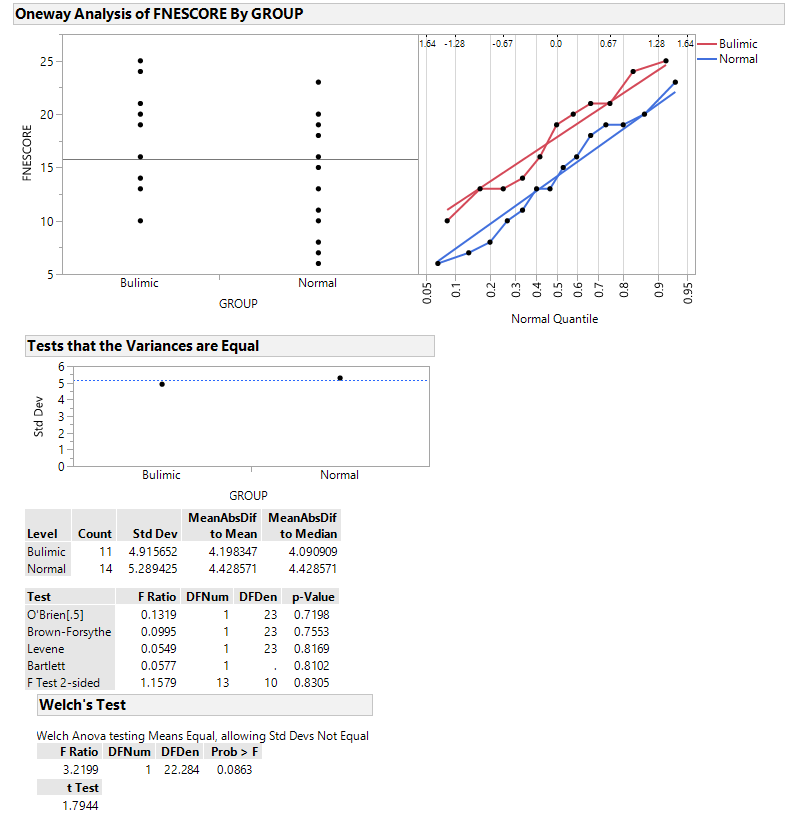 Oneway Analysis of FNESCORE By GROUP
1.64 -1.28 -0.67 0.0 0.67 1.28 1.64
Bulimic
Normal
25
20
15
10
5
FNESCORE
Bulimic Normal
GROUP
0.05 0.1 0.2 0.3 0.4 0.5 0.6 0.7 0.8 0.9 0.95
Normal Quantile
Tests that the Variances are Equal
6
5
4
3
2
1
0
Std Dev
Bulimic Normal
GROUP
MeanAbsDif MeanAbsDif
Level Count Std Dev to Mean to Median
Bulimic 11 4.915652 4.198347 4.090909
Normal 14 5.289425 4.428571 4.428571
Test F Ratio DFNum DFDen p-Value
O'Brien[.5] 0.1319 1 23 0.7198
Brown-Forsythe 0.0995 1 23 0.7553
Levene 0.0549 1 23 0.8169
Bartlett 0.0577 1 . 0.8102
F Test 2-sided 1.1579 13 10 0.8305
Welch's Test
Welch Anova testing Means Equal, allowing Std Devs Not Equal
F Ratio DFNum DFDen Prob > F
3.2199 1 22.284 0.0863
t Test
1.7944